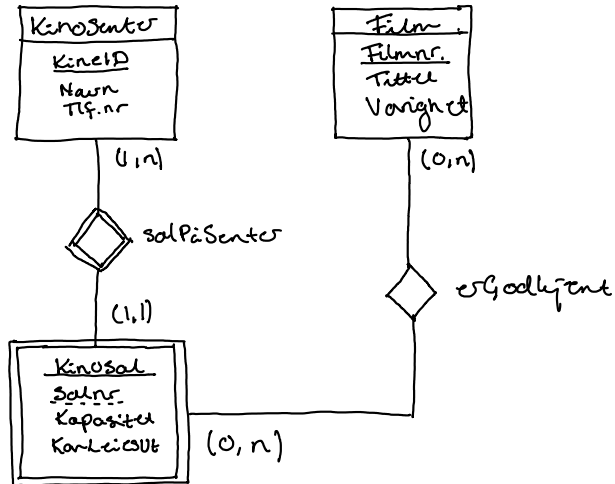 KinoSenter
KinoID
Navn
Tlf.nr
(1,n)
salPåSenter
(1,1)
Kinosal
Salnr
Kapasitet
KanLeiesUt
(0,n)
Film
Filmnr.
Tittel
Varighet
(0,n)
erGodkjent